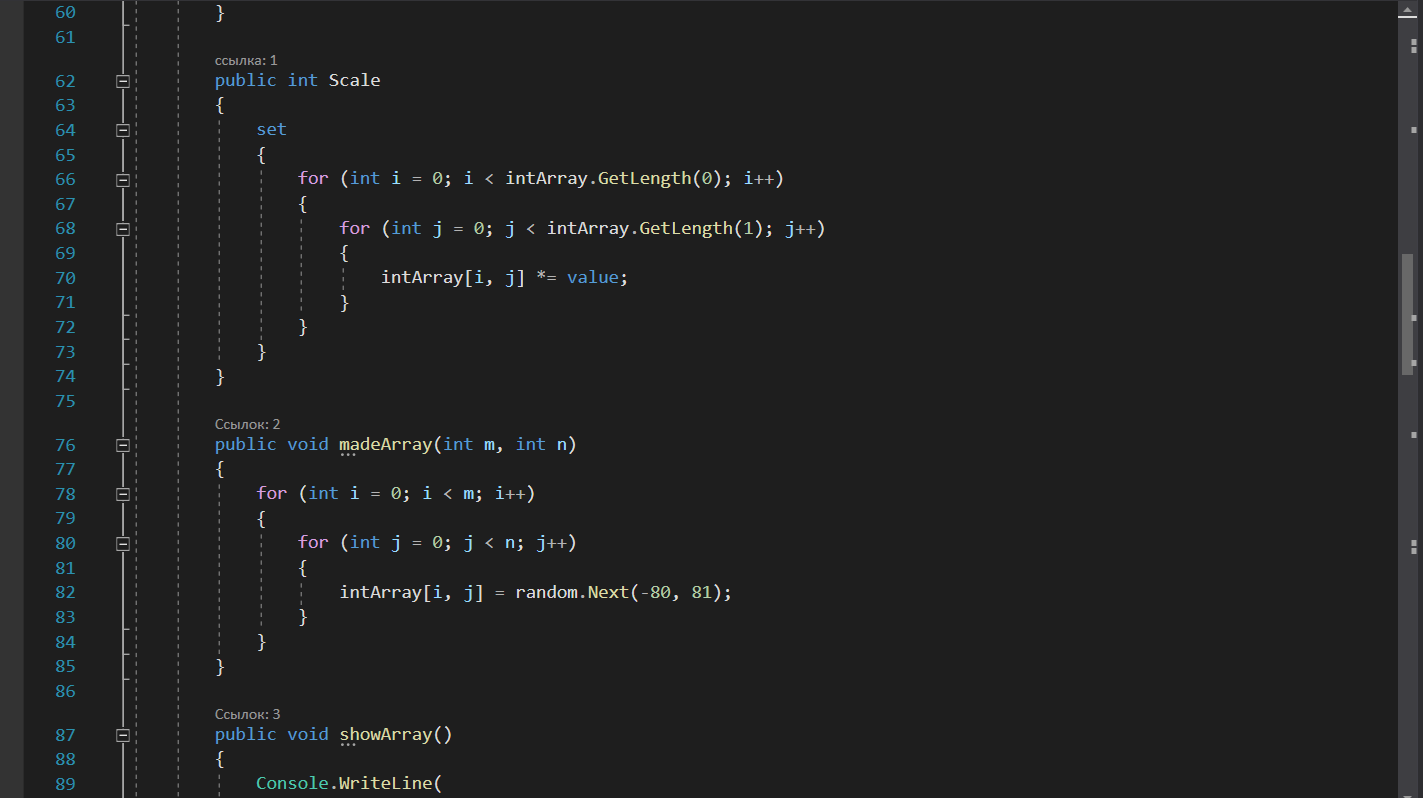 60 }
61
ссылка: 1
62 public int Scale
63 {
64 set
65 {
66 for (int i = 0; i < intArray.GetLength(0); i++)
67 {
68 for (int j = 0; j < intArray.GetLength(1); j++)
69 {
70 intArray[i, j] *= value;
71 }
72 }
73 }
74 }
75
Ссылок: 2
76 public void madeArray(int m, int n)
77 {
78 for (int i = 0; i < m; i++)
79 {
80 for (int j = 0; j < n; j++)
81 {
82 intArray[i, j] = random.Next(-80, 81);
83 }
84 }
85 }
86
Ссылок: 3
87 public void showArray()
88 {
89 Console.WriteLine(